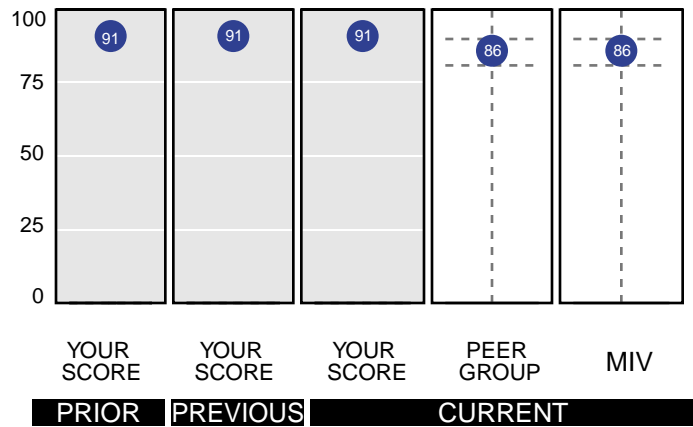 100
75
50
25
0
91
91
91
86
86
YOUR
SCORE
YOUR
SCORE
YOUR
SCORE
PEER
GROUP
MIV
PRIOR
PREVIOUS
CURRENT